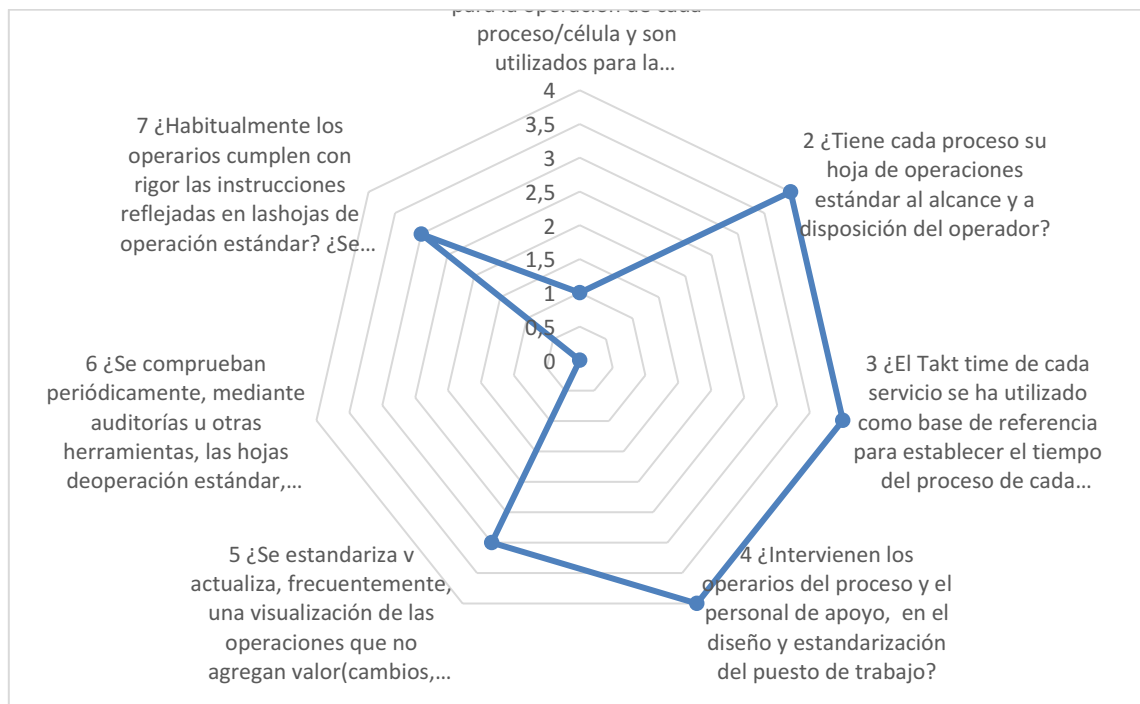 para la operación de cada
proceso/célula y son
utilizados para la...
4
3,5
3
2,5
2
1,5
1
0,5
0
2 ¿Tiene cada proceso su
hoja de operaciones
estándar al alcance y a
disposición del operador?
3 ¿El Takt time de cada
servicio se ha utilizado
como base de referencia
para establecer el tiempo
del proceso de cada...
4 ¿Intervienen los
operarios del proceso y el
personal de apoyo, en el
diseño y estandarización
del puesto de trabajo?
5 ¿Se estandariza v
actualiza, frecuentemente,
una visualización de las
operaciones que no
agregan valor(cambios,...
6 ¿Se comprueban
periódicamente, mediante
auditorías u otras
herramientas, las hojas
deoperación estándar,...
7 ¿Habitualmente los
operarios cumplen con
rigor las instrucciones
reflejadas en lashojas de
operación estándar? ¿Se...